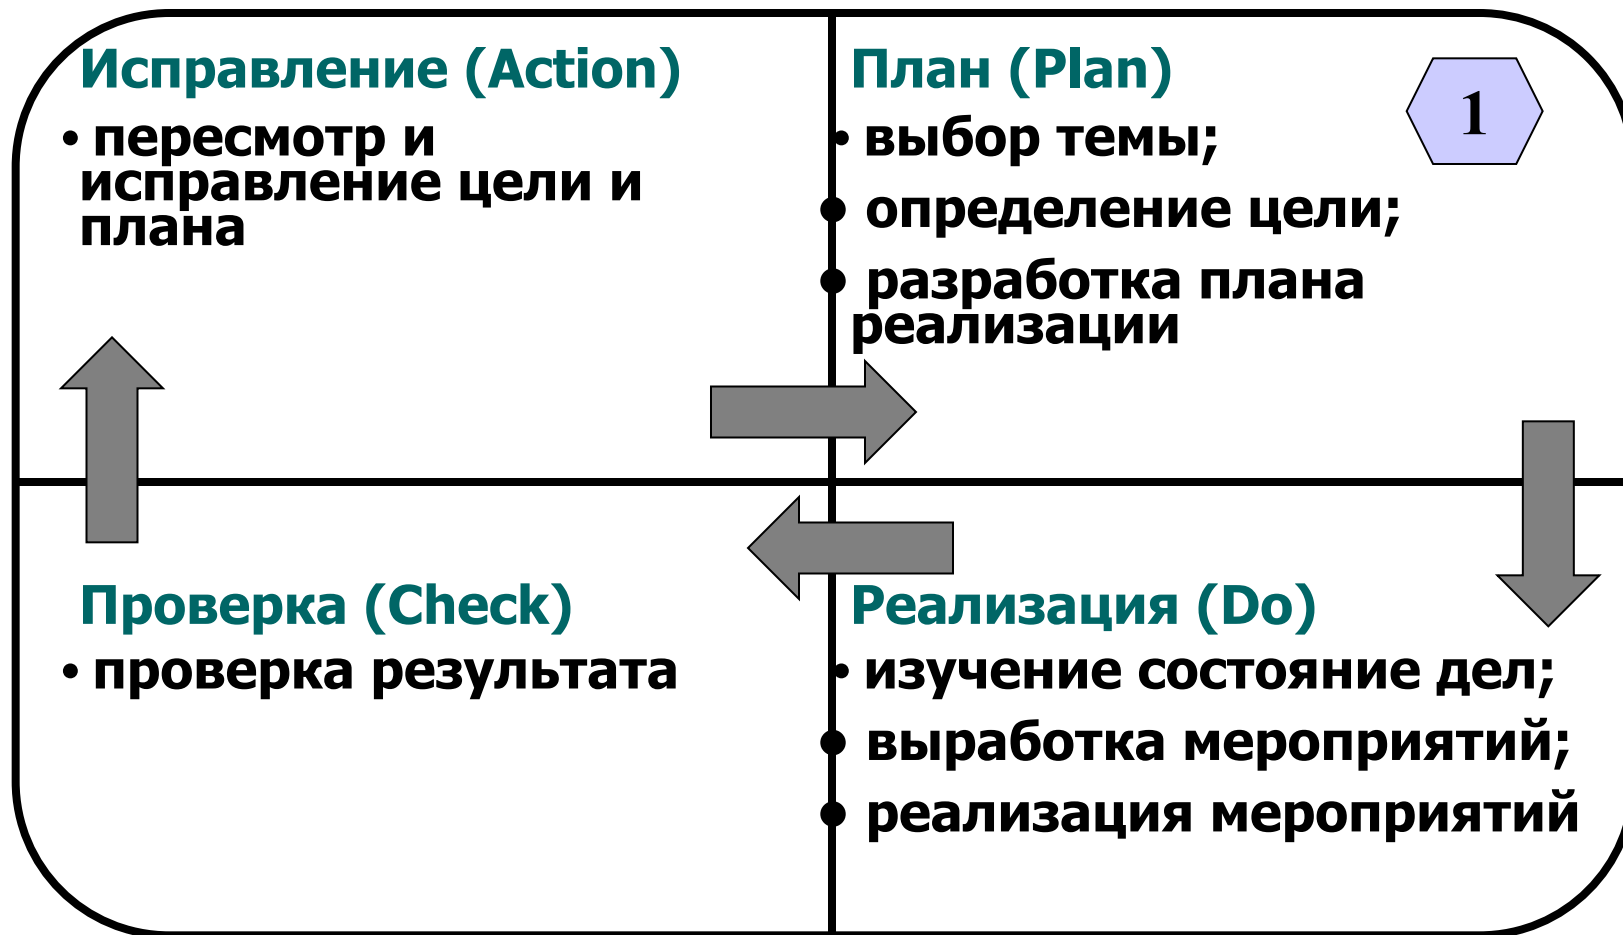 Исправление (Action)
• пересмотр и
исправление цели и
плана
План (Plan)
1
• выбор темы;
• определение цели;
• разработка плана
реализации
Проверка (Check)
• проверка результата
Реализация (Do)
• изучение состояние дел;
• выработка мероприятий;
• реализация мероприятий